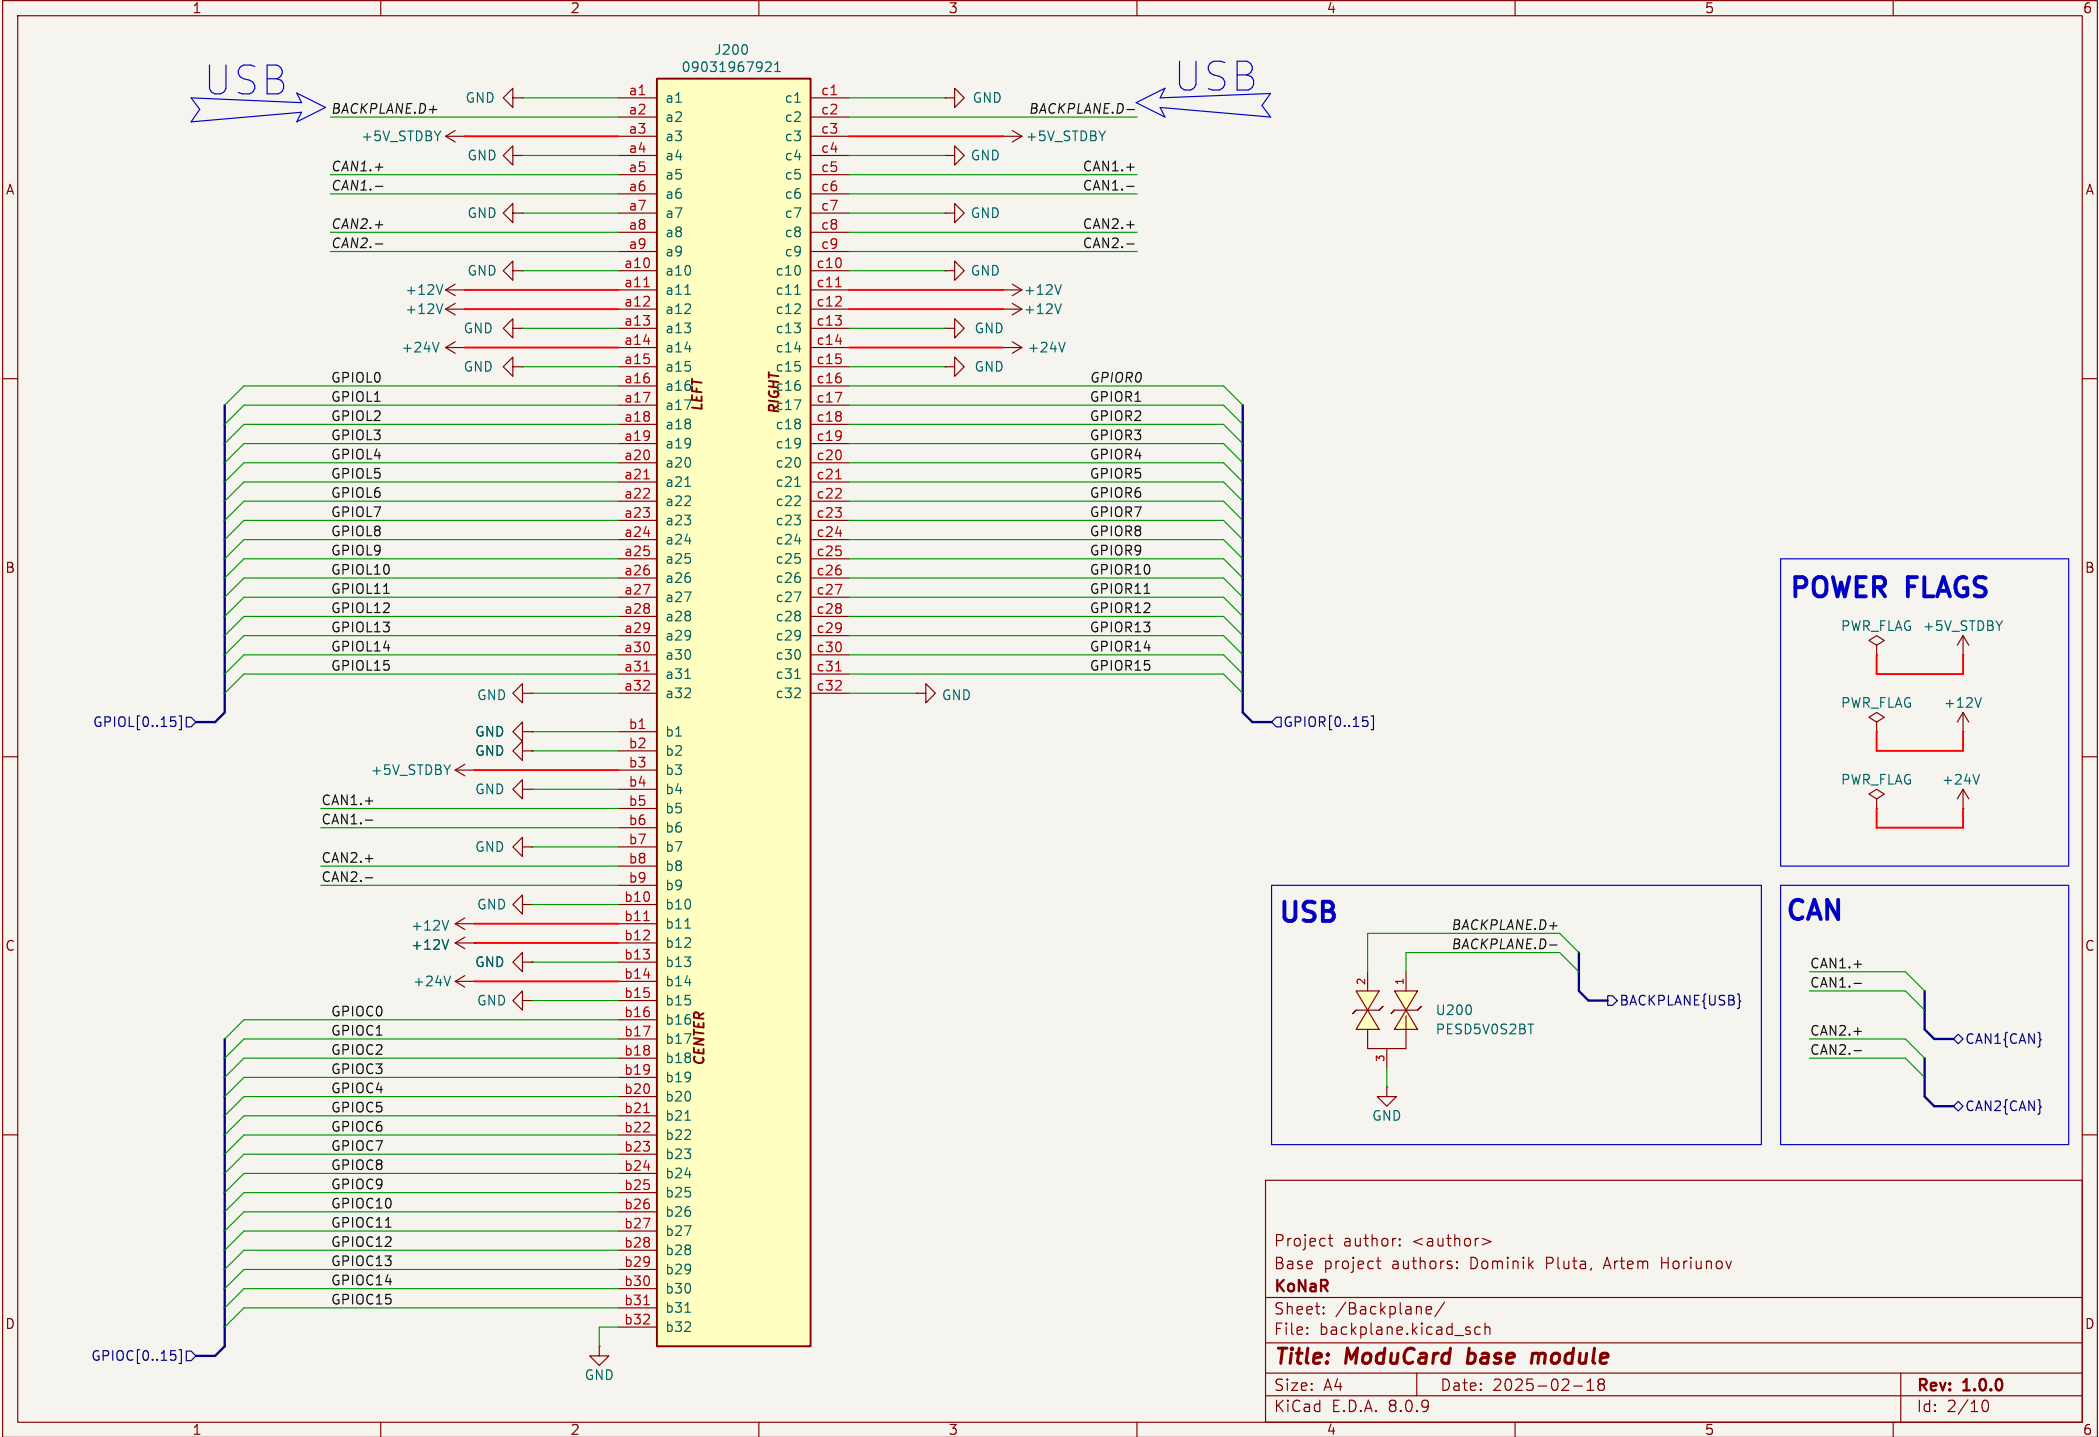 1 2 3 4 5 6
J200
09031967921
USB USB
GND a1 a1 c1 c1 GND
BACKPLANE.D+ a2 a2 c2 c2 BACKPLANE.D-
+5V_STDBY a3 a3 c3 c3 +5V_STDBY
GND a4 a4 c4 c4 GND
CAN1.+ a5 a5 c5 c5 CAN1.+
A CAN1.- a6 a6 c6 c6 CAN1.- A
GND a7 a7 c7 c7 GND
CAN2.+ a8 a8 c8 c8 CAN2.+
CAN2.- a9 a9 c9 c9 CAN2.-
GND a10 a10 c10 c10 GND
+12V a11 a11 c11 c11 +12V
+12V a12 a12 c12 c12 +12V
GND a13 a13 c13 c13 GND
+24V a14 a14 c14 c14 +24V
GND a15 a15 c15 c15 GND
GPIOL0 a16 a16 c16 c16 GPIOR0
LEFT RIGHT
GPIOL1 a17 a17 c17 c17 GPIOR1
GPIOL2 a18 a18 c18 c18 GPIOR2
GPIOL3 a19 a19 c19 c19 GPIOR3
GPIOL4 a20 a20 c20 c20 GPIOR4
GPIOL5 a21 a21 c21 c21 GPIOR5
GPIOL6 a22 a22 c22 c22 GPIOR6
GPIOL7 a23 a23 c23 c23 GPIOR7
GPIOL8 a24 a24 c24 c24 GPIOR8
GPIOL9 a25 a25 c25 c25 GPIOR9
B GPIOL10 a26 a26 c26 c26 GPIOR10 B
GPIOL11 a27 a27 c27 c27 GPIOR11
GPIOL12 a28 a28 c28 c28 GPIOR12
GPIOL13 a29 a29 c29 c29 GPIOR13
GPIOL14 a30 a30 c30 c30 GPIOR14
GPIOL15 a31 a31 c31 c31 GPIOR15
GND a32 a32 c32 c32 GND
GPIOL[0..15] GPIOR[0..15]
POWER FLAGS
PWR_FLAG +5V_STDBY
PWR_FLAG +12V
PWR_FLAG +24V
GND b1 b1
GND b2 b2
+5V_STDBY b3 b3
GND b4 b4
CAN1.+ b5 b5
CAN1.- b6 b6
GND b7 b7
CAN2.+ b8 b8
CAN2.- b9 b9
GND b10 b10
+12V b11 b11
C +12V b12 b12 C
GND b13 b13
+24V b14 b14
GND b15 b15
GPIOC0 b16 b16
CENTER
GPIOC1 b17 b17
GPIOC2 b18 b18
GPIOC3 b19 b19
GPIOC4 b20 b20
GPIOC5 b21 b21
GPIOC6 b22 b22
GPIOC7 b23 b23
GPIOC8 b24 b24
GPIOC9 b25 b25
GPIOC10 b26 b26
GPIOC11 b27 b27
GPIOC12 b28 b28
GPIOC13 b29 b29
GPIOC14 b30 b30
GPIOC15 b31 b31
D b32 b32 D
GPIOC[0..15]
GND
USB
BACKPLANE.D+
BACKPLANE.D-
2 1
BACKPLANE{USB}
U200
PESD5V0S2BT
3
GND
CAN
CAN1.+
CAN1.-
CAN1{CAN}
CAN2.+
CAN2.-
CAN2{CAN}
Project author: <author>
Base project authors: Dominik Pluta, Artem Horiunov
KoNaR
Sheet: /Backplane/
File: backplane.kicad_sch
Title: ModuCard base module
Size: A4 Date: 2025-02-18 Rev: 1.0.0
KiCad E.D.A. 8.0.9 Id: 2/10
1 2 3 4 5 6